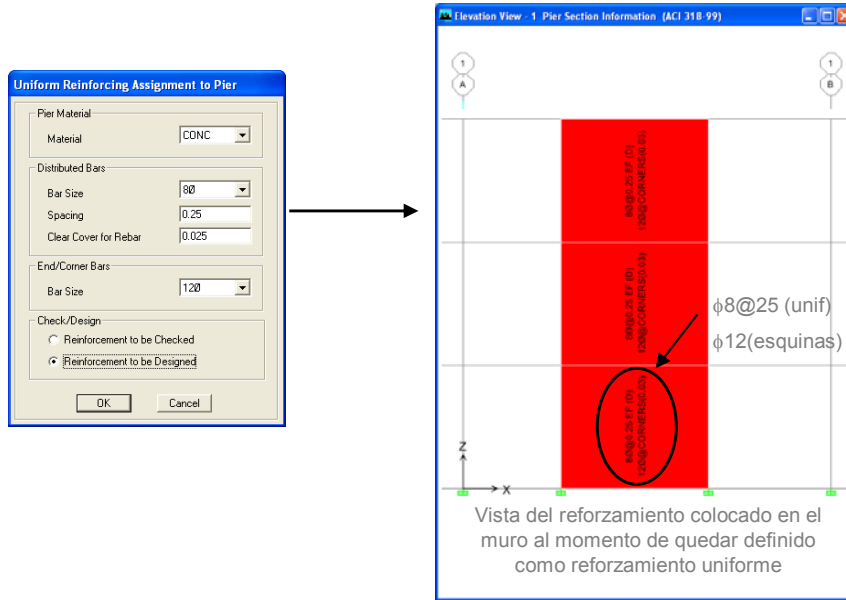 Uniform Reinforcing Assignment to Pier
Pier Material
Material
CONC
Distributed Bars
Bar Size
8Ø
Spacing
0.25
Clear Cover for Rebar
0.025
End/Corner Bars
Bar Size
12Ø
Check/Design
Reinforcement to be Checked
Reinforcement to be Designed
OK
Cancel
Elevation View - 1 Pier Section Information (ACI 318-99)
1
A
1
B
8Ø@0.25 EF (D)
12Ø@CORNERS(0.03)
8Ø@0.25 EF (D)
12Ø@CORNERS(0.03)
8Ø@0.25 EF (D)
12Ø@CORNERS(0.03)
ϕ8@25 (unif)
ϕ12(esquinas)
Z
X
Vista del reforzamiento colocado en el
muro al momento de quedar definido
como reforzamiento uniforme